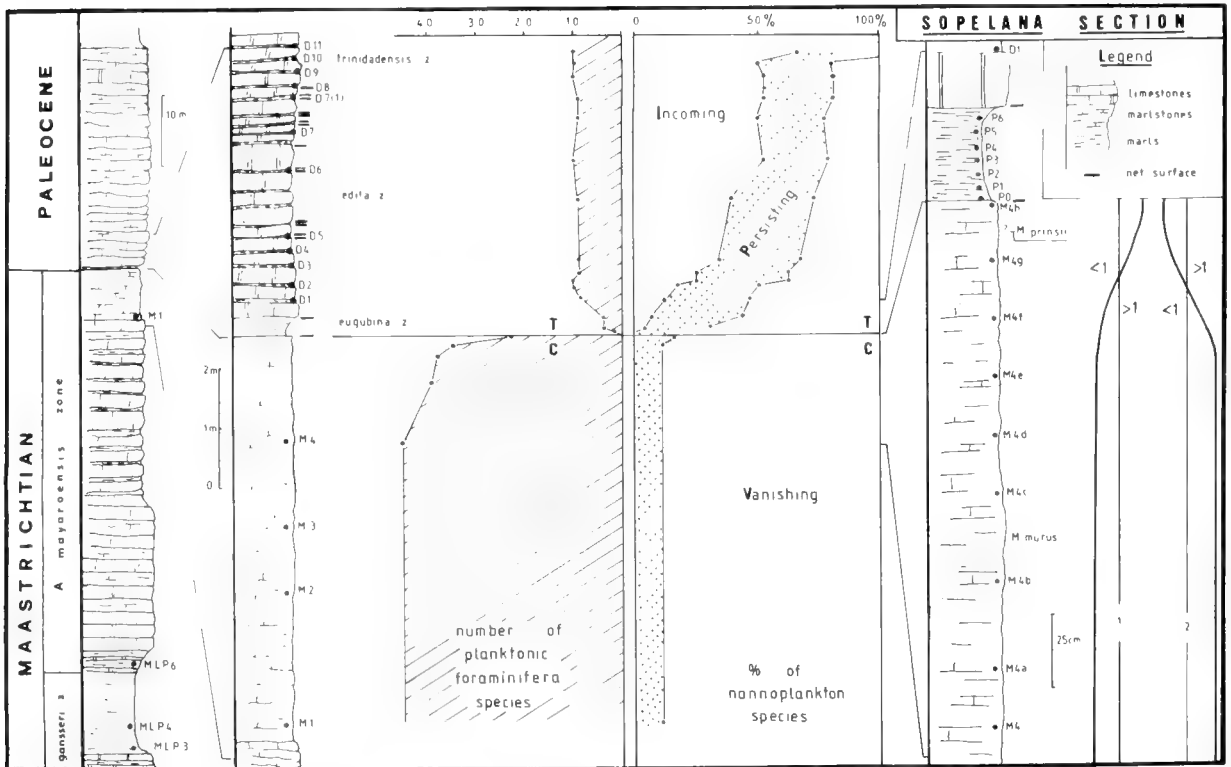 SOPELANA SECTION
Legend
limestones
marlstones
marls
net surface
PALEOCENE
MAASTRICHTIAN
A mayaroensis zone
gansseri з
10 m
M1
MLP6
MLP4
MLP3
40 30 20 10
0 50% 100%
D11
D10 trinidadensis z
D9
D8
D7(1)
D7
D6
edita z
D5
D4
D3
D2
D1
eugubina z
T
C
2m
1m
0
M4
M3
M2
M1
number of
planktonic
foraminifera
species
Incoming
Persisting
T
C
Vanishing
% of
nannoplankton
species
D1
P6
P5
P4
P3
P2
P1
P0
M4h
M prinsii
M4g
M4f
M4e
M4d
M4c
M murus
M4b
25cm
M4a
M4
<1 >1
>1 <1
1 2